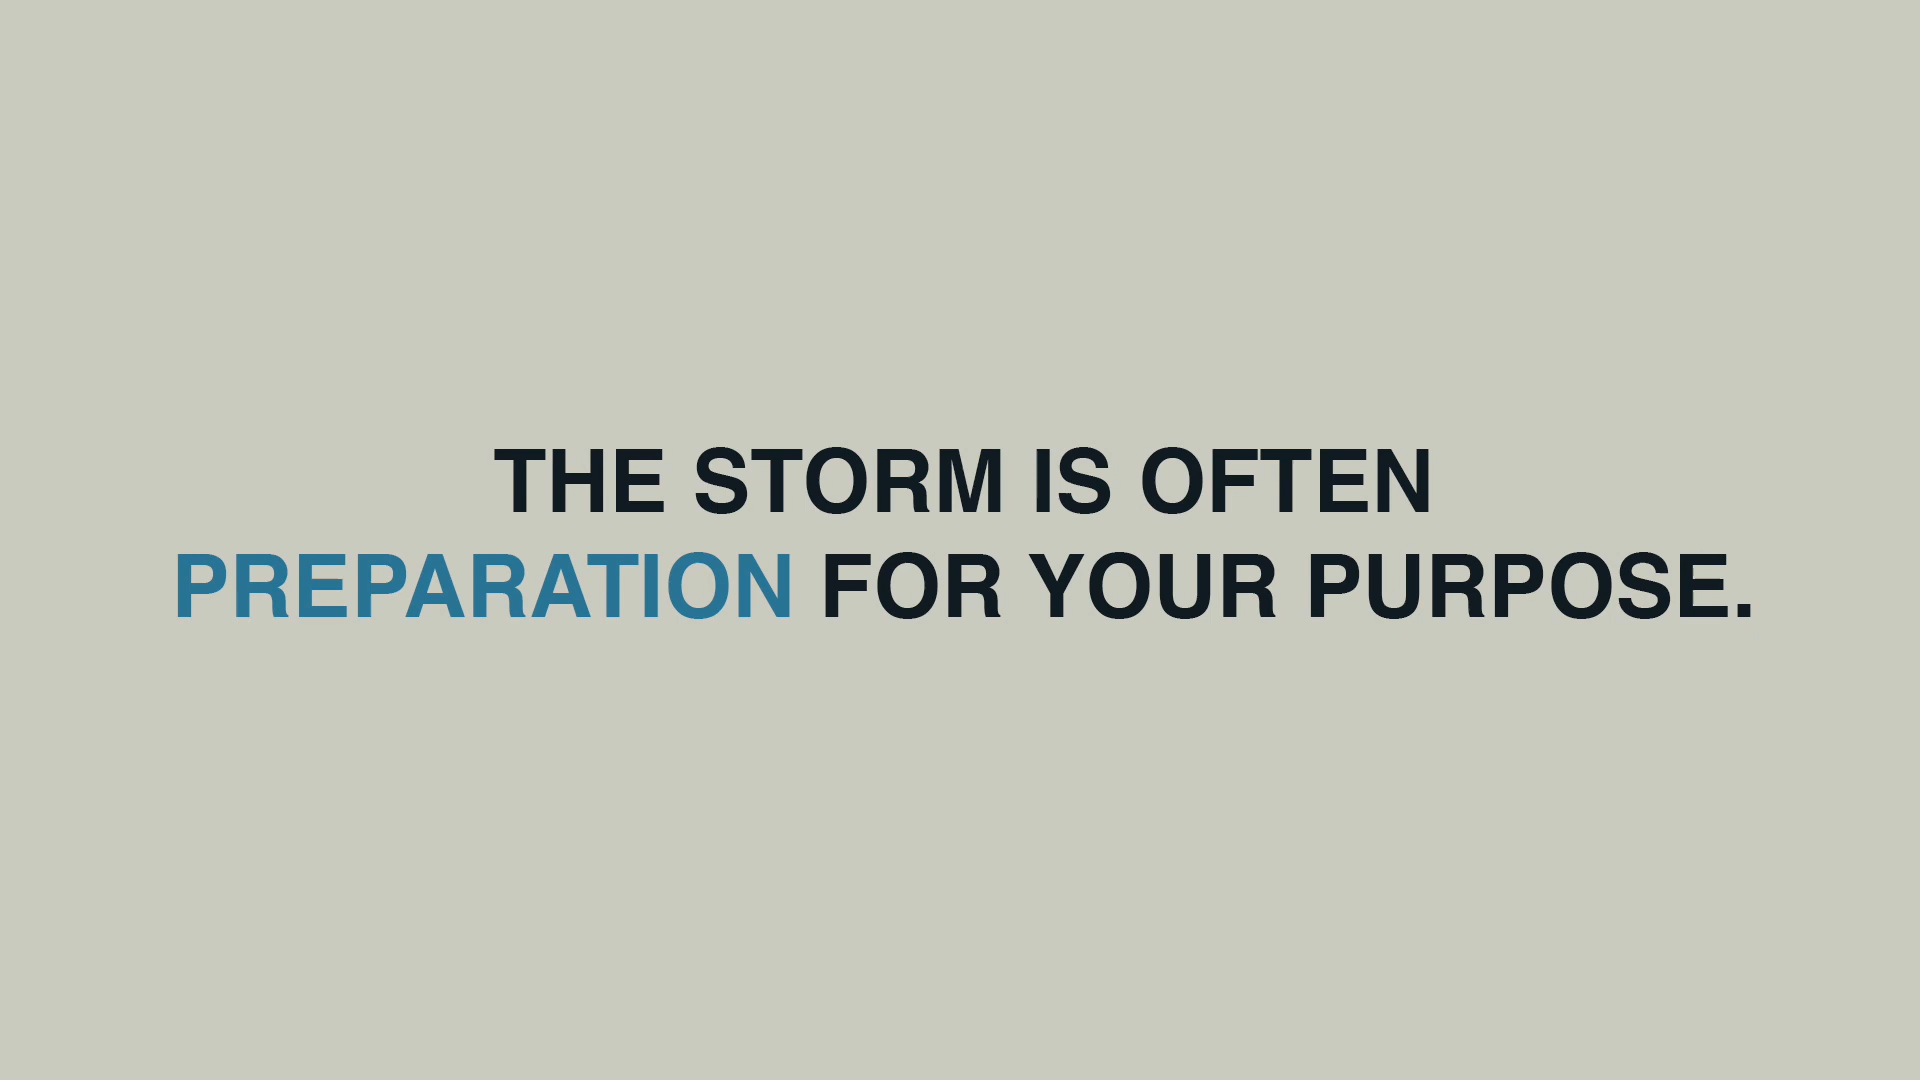 THE STORM IS OFTEN
PREPARATION FOR YOUR PURPOSE.